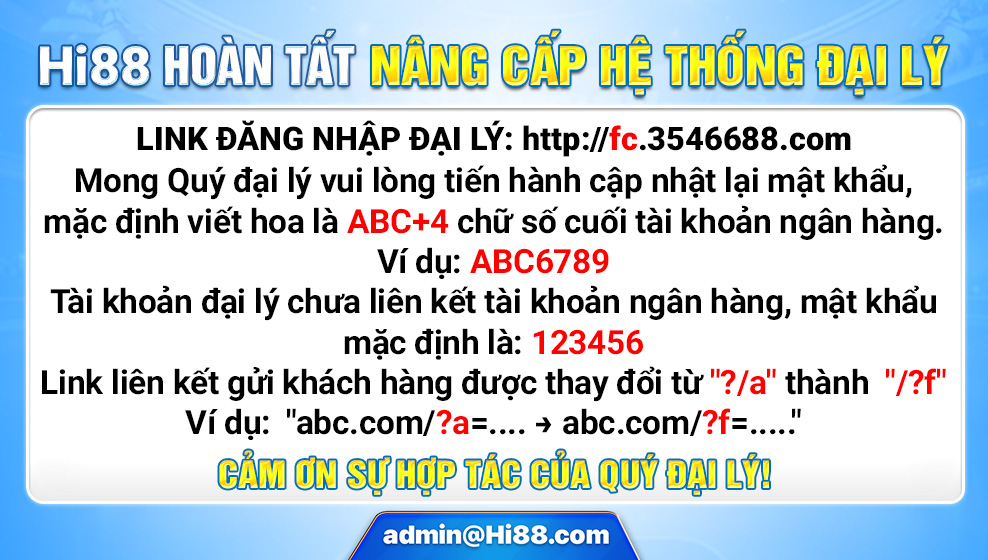 Hi88 HOÀN TẤT NÂNG CẤP HỆ THỐNG ĐẠI LÝ
LINK ĐĂNG NHẬP ĐẠI LÝ: http://fc.3546688.com
Mong Quý đại lý vui lòng tiến hành cập nhật lại mật khẩu,
mặc định viết hoa là ABC+4 chữ số cuối tài khoản ngân hàng.
Ví dụ: ABC6789
Tài khoản đại lý chưa liên kết tài khoản ngân hàng, mật khẩu
mặc định là: 123456
Link liên kết gửi khách hàng được thay đổi từ "?/a" thành "/?f"
Ví dụ: "abc.com/?a=.... → abc.com/?f=....."
CẢM ƠN SỰ HỢP TÁC CỦA QUÝ ĐẠI LÝ!
admin@Hi88.com